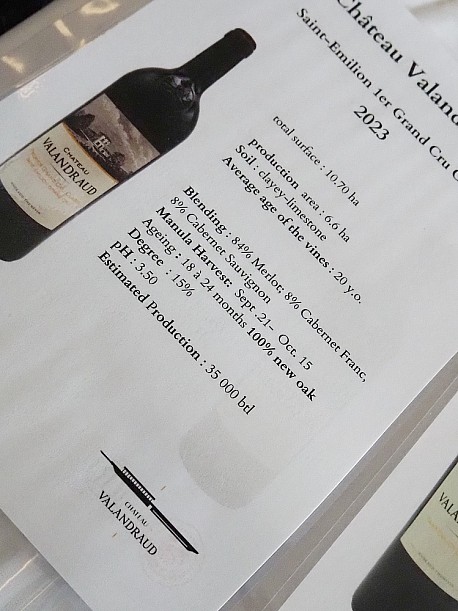 Château Valand
Saint-Emilion 1er Grand Cru C
2023
total surface : 10.70 ha
production area : 6.6 ha
Soil : clayey-limestone
Average age of the vines : 20 y.o.
Blending : 84% Merlot; 8% Cabernet Franc,
8% Cabernet Sauvignon
Manula Harvest: Sept.21– Oct. 15
Ageing : 18 à 24 months 100% new oak
Degree : 15%
pH : 3.50
Estimated Production : 35 000 btl
CHATEAU
VALANDRAUD
CHATEAU
VALANDRAUD
VALA